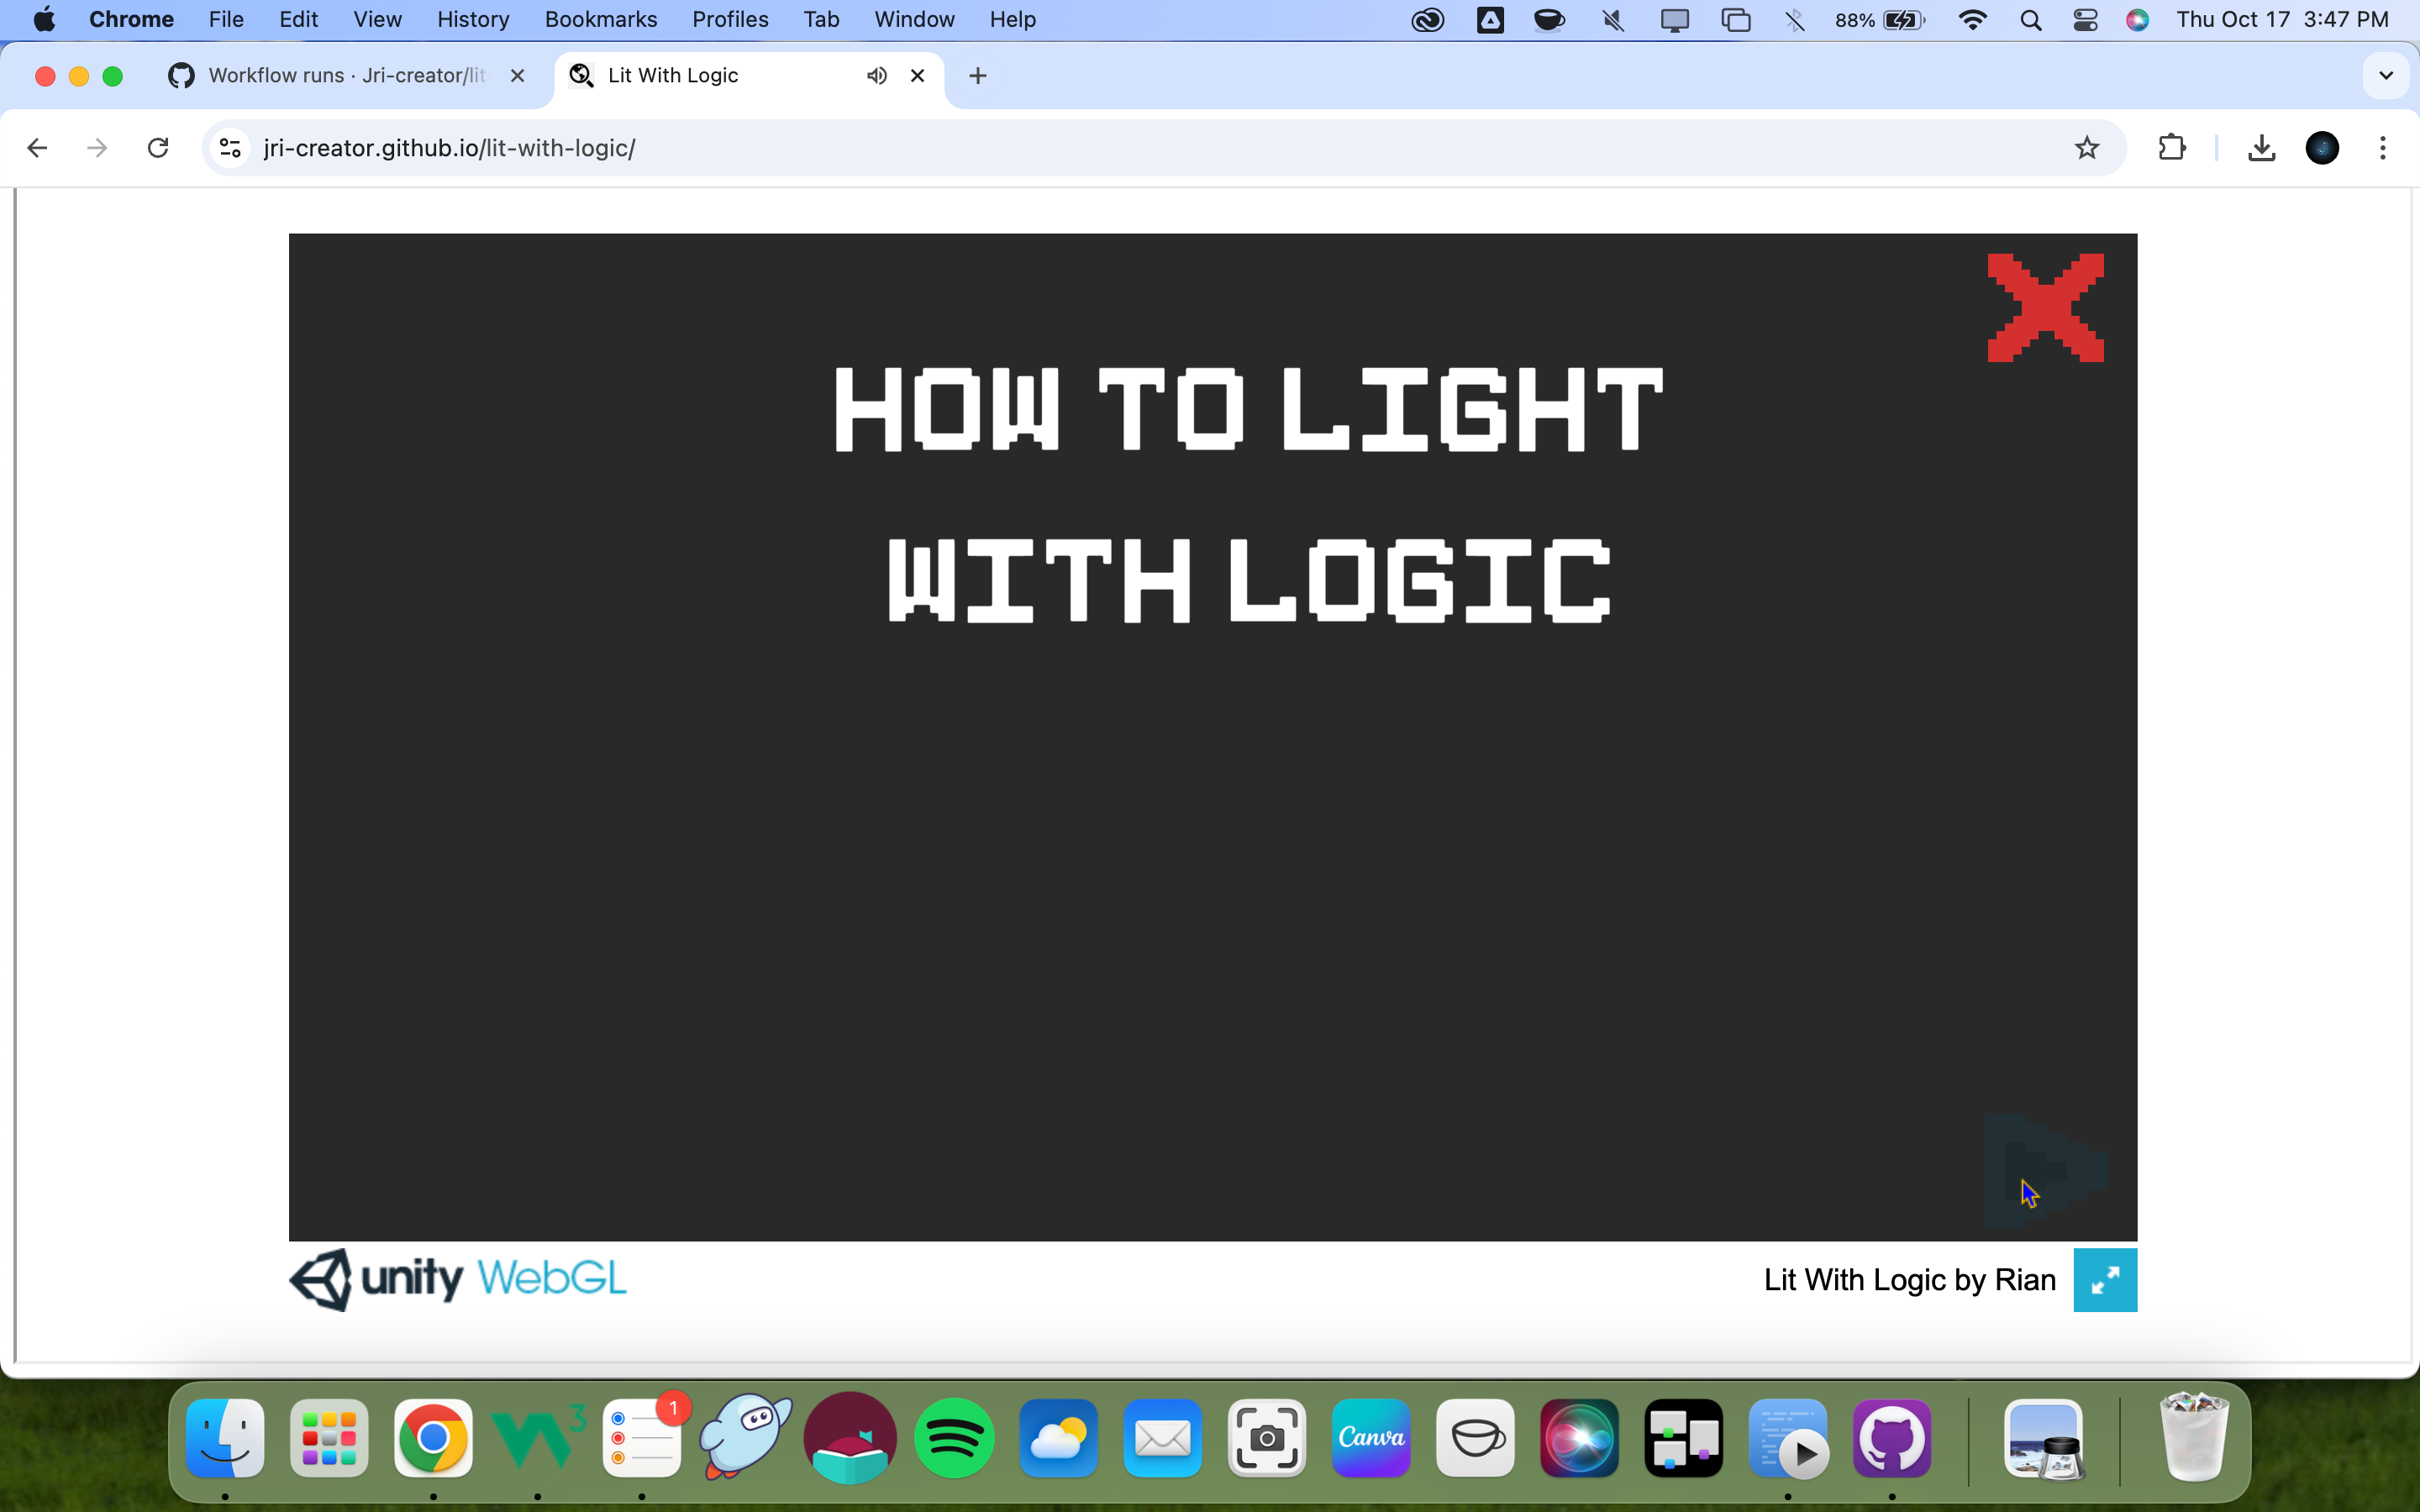 Chrome File Edit View History Bookmarks Profiles Tab Window Help 88% Thu Oct 17 3:47 PM
Workflow runs · Jri-creator/lit Lit With Logic
jri-creator.github.io/lit-with-logic/
HOW TO LIGHT
WITH LOGIC
unity WebGL Lit With Logic by Rian
3 1 Canva